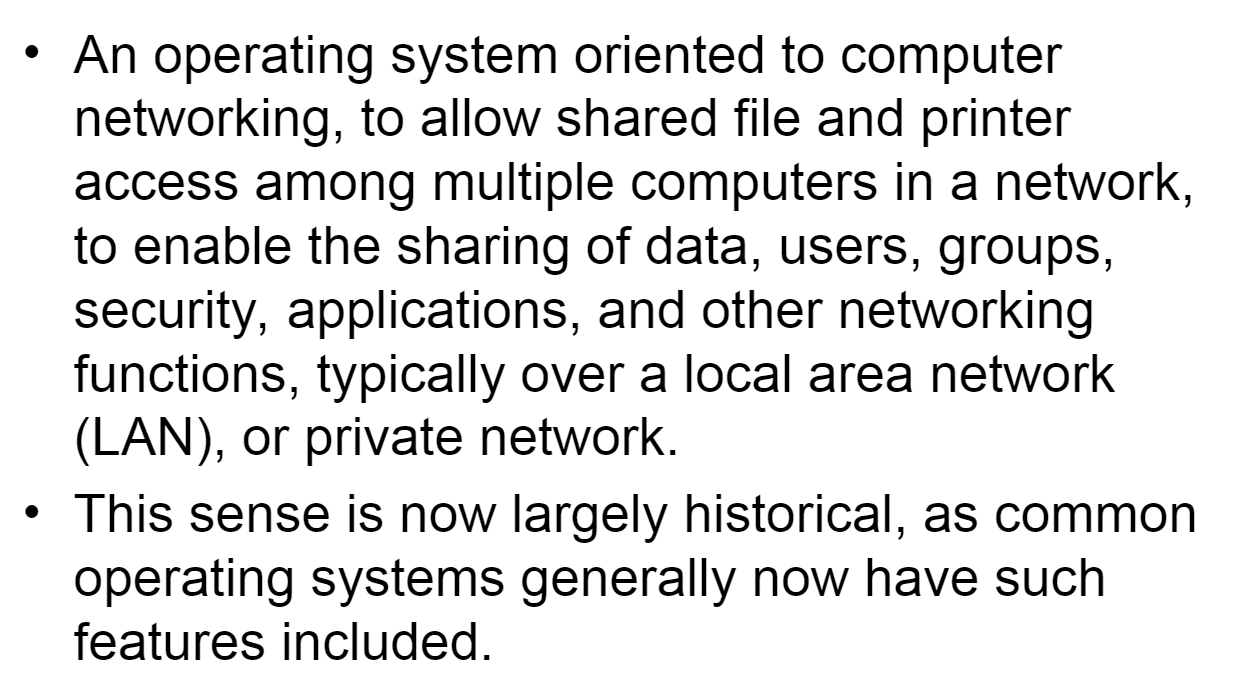 • An operating system oriented to computer
networking, to allow shared file and printer
access among multiple computers in a network,
to enable the sharing of data, users, groups,
security, applications, and other networking
functions, typically over a local area network
(LAN), or private network.
• This sense is now largely historical, as common
operating systems generally now have such
features included.